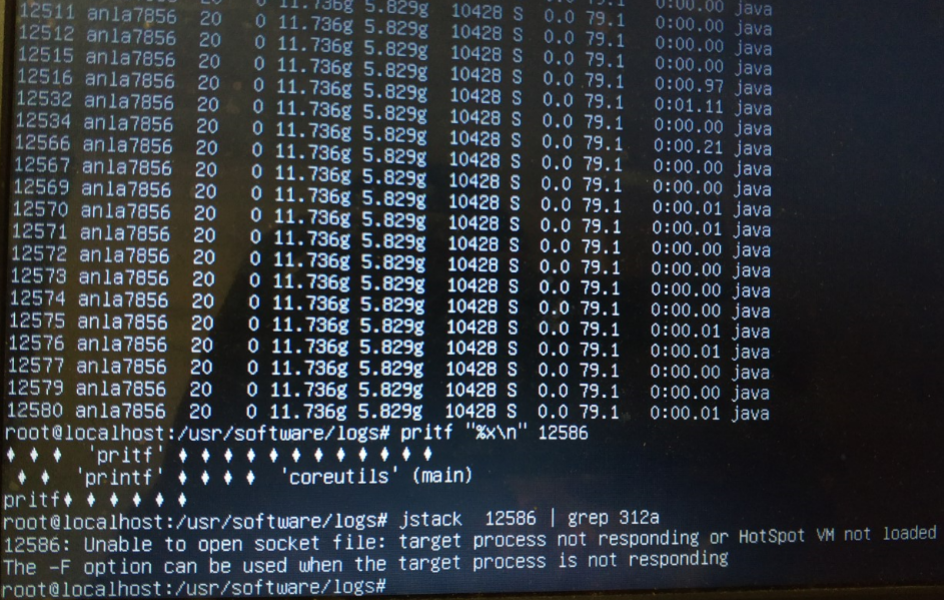 12511 anla7856 20 0 11.736g 5.829g 10428 S 0.0 79.1 0:00.00 java
12512 anla7856 20 0 11.736g 5.829g 10428 S 0.0 79.1 0:00.00 java
12515 anla7856 20 0 11.736g 5.829g 10428 S 0.0 79.1 0:00.00 java
12516 anla7856 20 0 11.736g 5.829g 10428 S 0.0 79.1 0:00.97 java
12532 anla7856 20 0 11.736g 5.829g 10428 S 0.0 79.1 0:01.11 java
12534 anla7856 20 0 11.736g 5.829g 10428 S 0.0 79.1 0:00.00 java
12566 anla7856 20 0 11.736g 5.829g 10428 S 0.0 79.1 0:00.21 java
12567 anla7856 20 0 11.736g 5.829g 10428 S 0.0 79.1 0:00.00 java
12569 anla7856 20 0 11.736g 5.829g 10428 S 0.0 79.1 0:00.00 java
12570 anla7856 20 0 11.736g 5.829g 10428 S 0.0 79.1 0:00.01 java
12571 anla7856 20 0 11.736g 5.829g 10428 S 0.0 79.1 0:00.01 java
12572 anla7856 20 0 11.736g 5.829g 10428 S 0.0 79.1 0:00.00 java
12573 anla7856 20 0 11.736g 5.829g 10428 S 0.0 79.1 0:00.00 java
12574 anla7856 20 0 11.736g 5.829g 10428 S 0.0 79.1 0:00.00 java
12575 anla7856 20 0 11.736g 5.829g 10428 S 0.0 79.1 0:00.01 java
12576 anla7856 20 0 11.736g 5.829g 10428 S 0.0 79.1 0:00.01 java
12577 anla7856 20 0 11.736g 5.829g 10428 S 0.0 79.1 0:00.00 java
12579 anla7856 20 0 11.736g 5.829g 10428 S 0.0 79.1 0:00.00 java
12580 anla7856 20 0 11.736g 5.829g 10428 S 0.0 79.1 0:00.01 java
root@localhost:/usr/software/logs# pritf "%x\n" 12586
♦ ♦ ♦ 'pritf' ♦ ♦ ♦ ♦ ♦ ♦ ♦ ♦ ♦ ♦ ♦ ♦
♦ ♦ 'printf' ♦ ♦ ♦ ♦ 'coreutils' (main)
pritf♦ ♦ ♦ ♦ ♦ ♦
root@localhost:/usr/software/logs# jstack 12586 | grep 312a
12586: Unable to open socket file: target process not responding or HotSpot VM not loaded
The -F option can be used when the target process is not responding
root@localhost:/usr/software/logs#